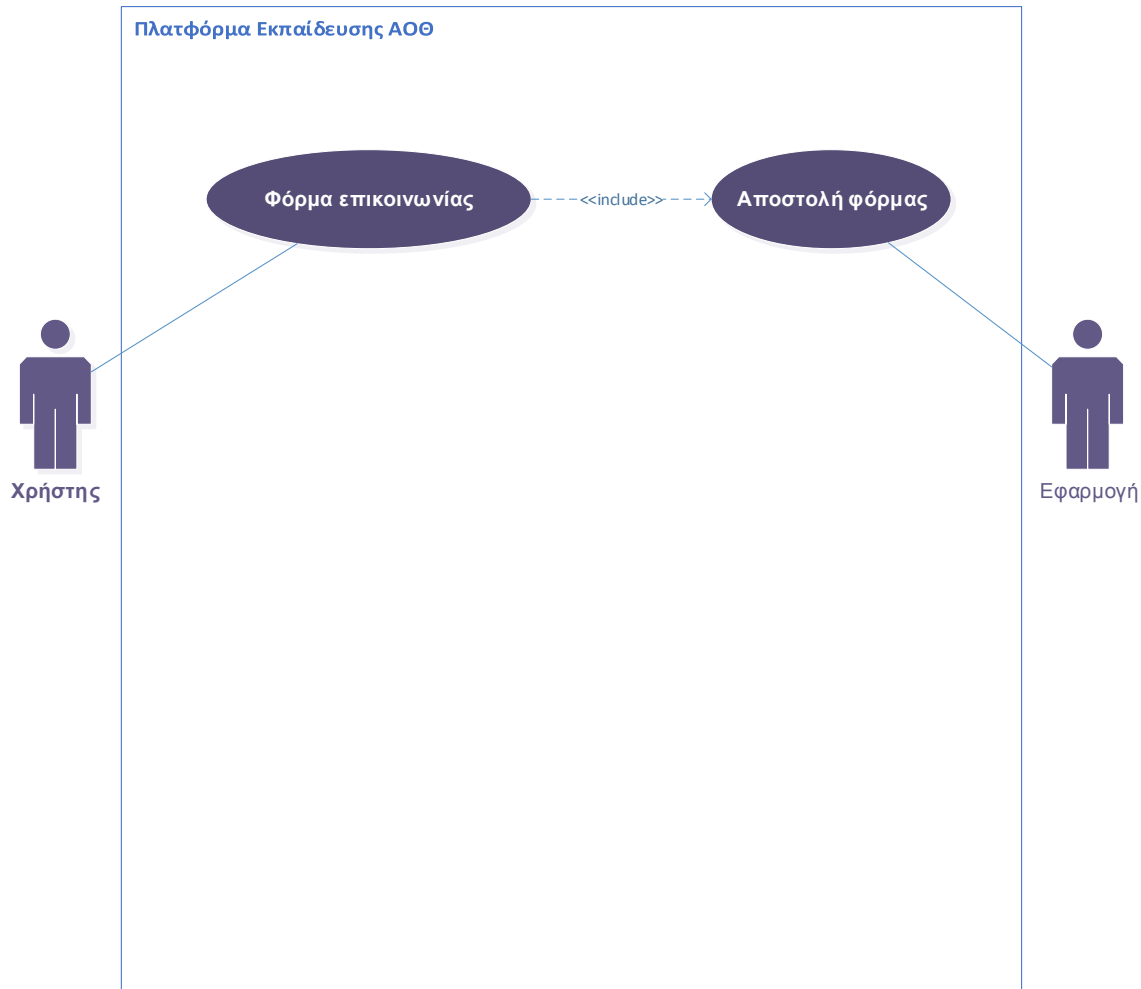 Πλατφόρμα Εκπαίδευσης ΑΟΘ
Φόρμα επικοινωνίας
<<include>>
Αποστολή φόρμας
Χρήστης
Εφαρμογή